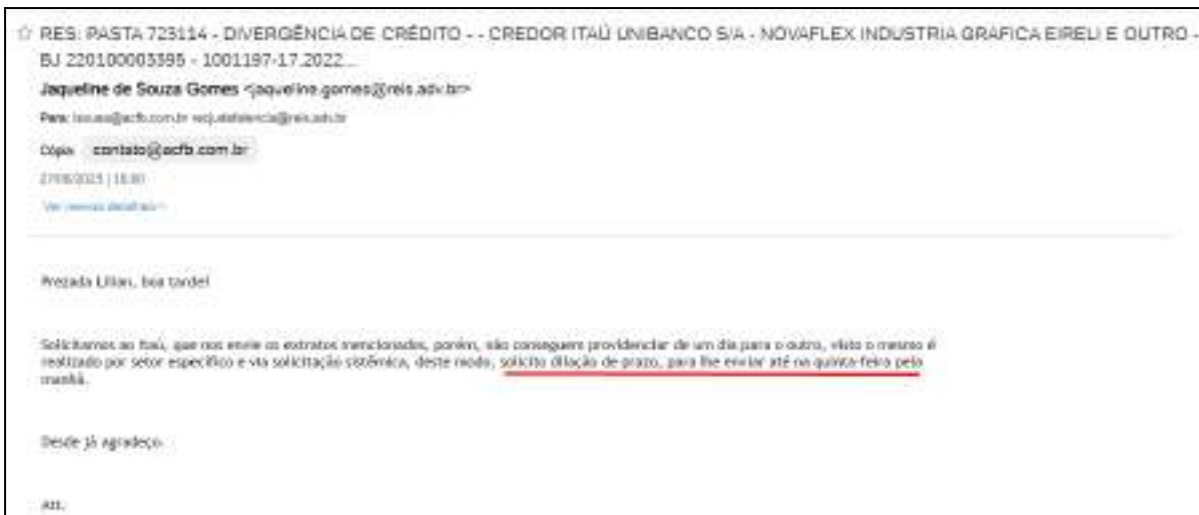 RES: PASTA 723114 - DIVERGÊNCIA DE CRÉDITO - - CREDOR ITAÚ UNIBANCO S/A - NOVAFLEX INDUSTRIA GRAFICA EIRELI E OUTRO -
BJ 220100003395 - 1001197-17.2022...
Jaqueline de Souza Gomes <jaqueline.gomes@reis.adv.br>
Para:
Cópia: contato@acfb.com.br
Prezada Lilian, boa tarde!
Solicitamos ao Itaú, que nos envie os extratos mencionados, porém, não conseguem providenciar de um dia para o outro, visto o mesmo é
realizado por setor específico e via solicitação sistêmica, deste modo, solicito dilação de prazo, para lhe enviar até na quinta-feira pela
manhã.
Desde já agradeço.
Att.